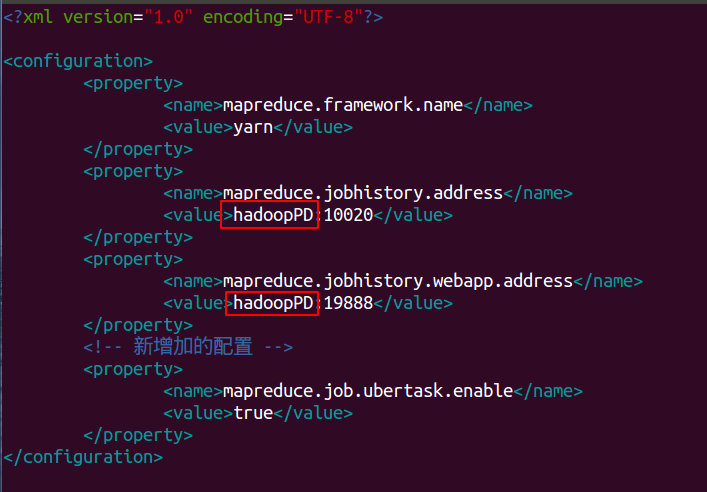 <?xml version="1.0" encoding="UTF-8"?>
<configuration>
<property>
<name>mapreduce.framework.name</name>
<value>yarn</value>
</property>
<property>
<name>mapreduce.jobhistory.address</name>
<value>hadoopPD:10020</value>
</property>
<property>
<name>mapreduce.jobhistory.webapp.address</name>
<value>hadoopPD:19888</value>
</property>
<!-- 新增加的配置 -->
<property>
<name>mapreduce.job.ubertask.enable</name>
<value>true</value>
</property>
</configuration>